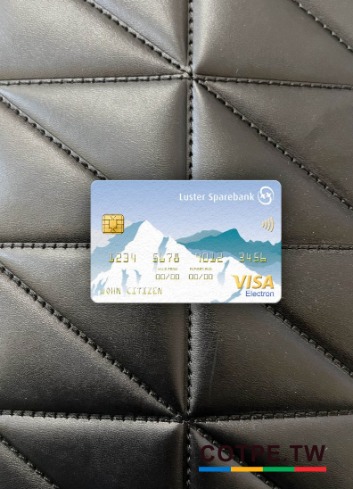 Luster Sparebank
1234 5678 9012 3456
00/00 00/00
JOHN CITIZEN
VISA
Electron
COTPE.TW